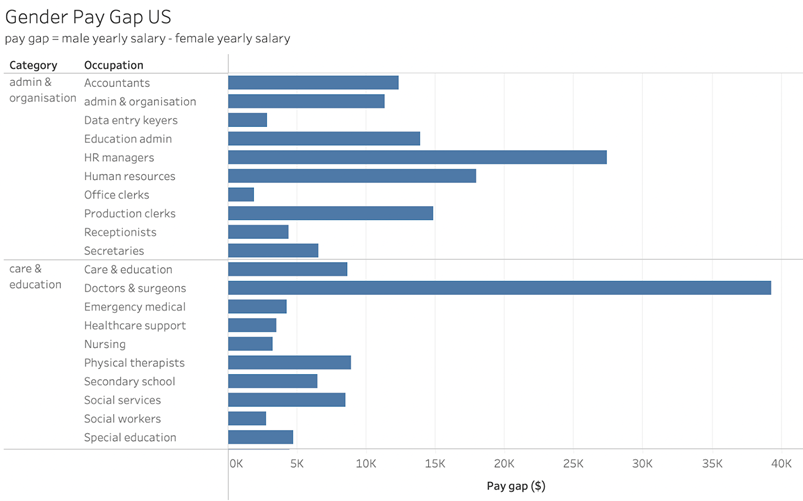 Gender Pay Gap US
pay gap = male yearly salary - female yearly salary
Category Occupation
admin & organisation
Accountants
admin & organisation
Data entry keyers
Education admin
HR managers
Human resources
Office clerks
Production clerks
Receptionists
Secretaries
care & education
Care & education
Doctors & surgeons
Emergency medical
Healthcare support
Nursing
Physical therapists
Secondary school
Social services
Social workers
Special education
0K 5K 10K 15K 20K 25K 30K 35K 40K
Pay gap ($)